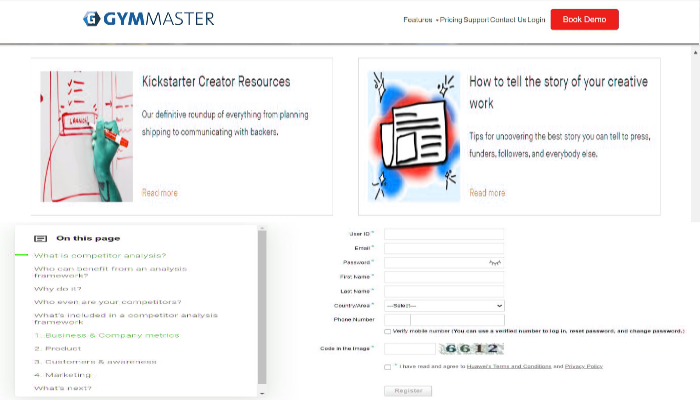 GYMMASTER
Features Pricing Support Contact Us Login Book Demo
Kickstarter Creator Resources
Our definitive roundup of everything from planning
shipping to communicating with backers.
Read more
How to tell the story of your creative
work
Tips for uncovering the best story you can tell to press,
funders, followers, and everybody else.
Read more
On this page
What is competitor analysis?
Who can benefit from an analysis
framework?
Why do it?
Who even are your competitors?
What's included in a competitor analysis
framework
1. Business & Company metrics
2. Product
3. Customers & awareness
4. Marketing
What's next?
User ID *
Email *
Password *
First Name *
Last Name *
Country/Area * ---Select---
Phone Number
Verify mobile number (You can use a verified number to log in, reset password, and change password.)
Code in the image * 6612
* I have read and agree to Huawei's Terms and Conditions and Privacy Policy
Register